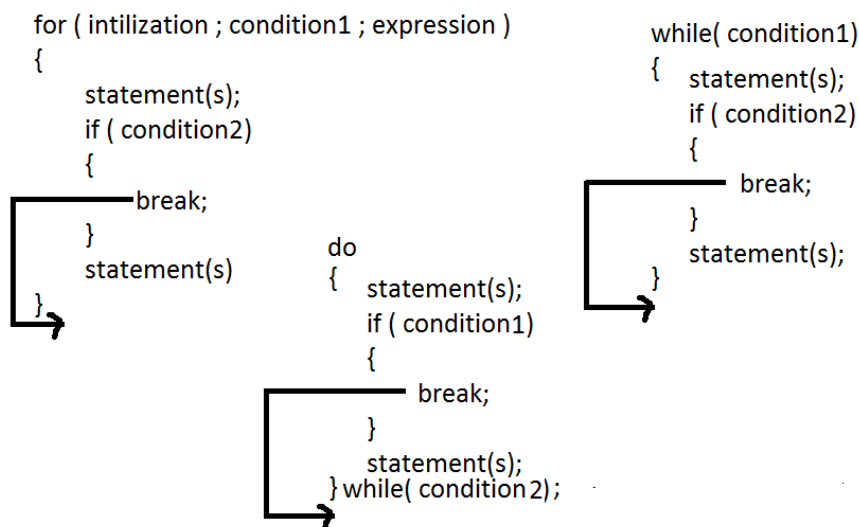 for ( intilization ; condition1 ; expression )
{
statement(s);
if ( condition2)
{
break;
}
statement(s)
}
do
{
statement(s);
if ( condition1)
{
break;
}
statement(s);
} while( condition2);
while( condition1)
{
statement(s);
if ( condition2)
{
break;
}
statement(s);
}